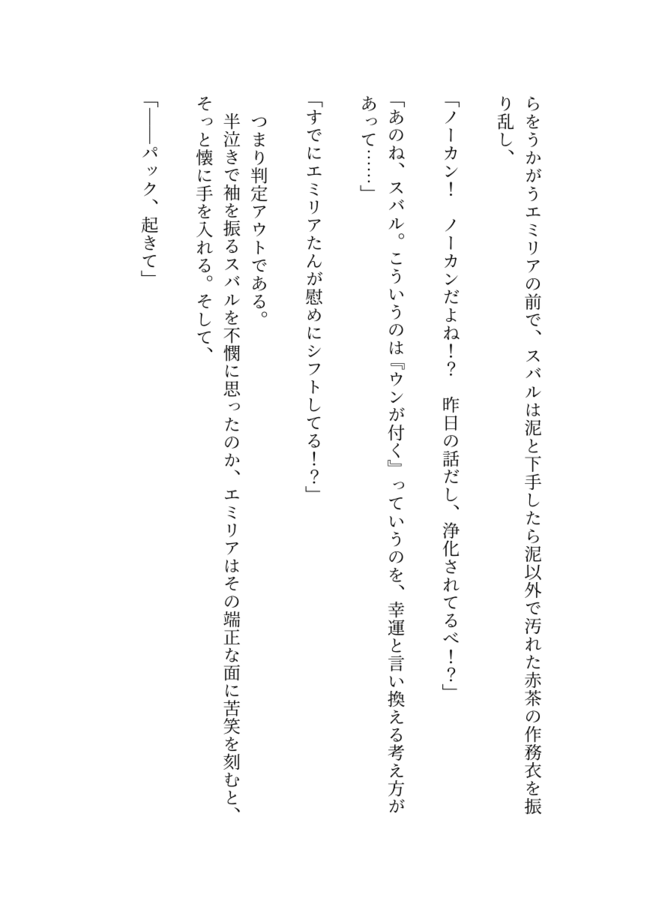 らをうかがうエミリアの前で、スバルは泥と下手したら泥以外で汚れた赤茶の作務衣を振
り乱し、
「ノーカン！　ノーカンだよね！？　昨日の話だし、浄化されてるべ！？」
「あのね、スバル。こういうのは『ウンが付く』っていうのを、幸運と言い換える考え方が
あって……」
「すでにエミリアたんが慰めにシフトしてる！？」
　つまり判定アウトである。
　半泣きで袖を振るスバルを不憫に思ったのか、エミリアはその端正な面に苦笑を刻むと、
そっと懐に手を入れる。そして、
「――パック、起きて」